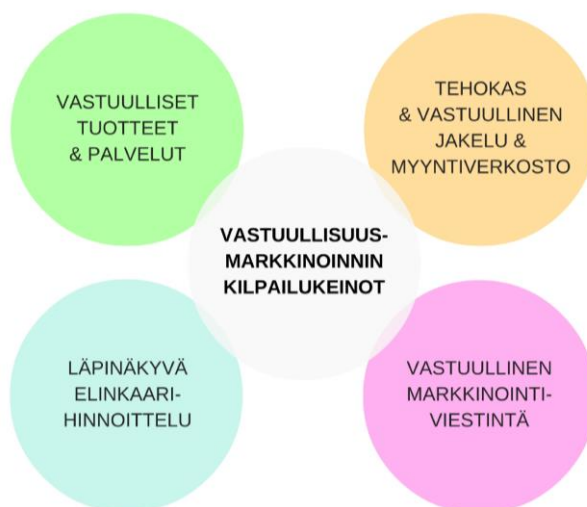 VASTUULLISET
TUOTTEET
& PALVELUT
TEHOKAS
& VASTUULLINEN
JAKELU &
MYYNTIVERKOSTO
VASTUULLISUUS-
MARKKINOINNIN
KILPAILUKEINOT
LÄPINÄKYVÄ
ELINKAARI-
HINNOITTELU
VASTUULLINEN
MARKKINOINTI-
VIESTINTÄ